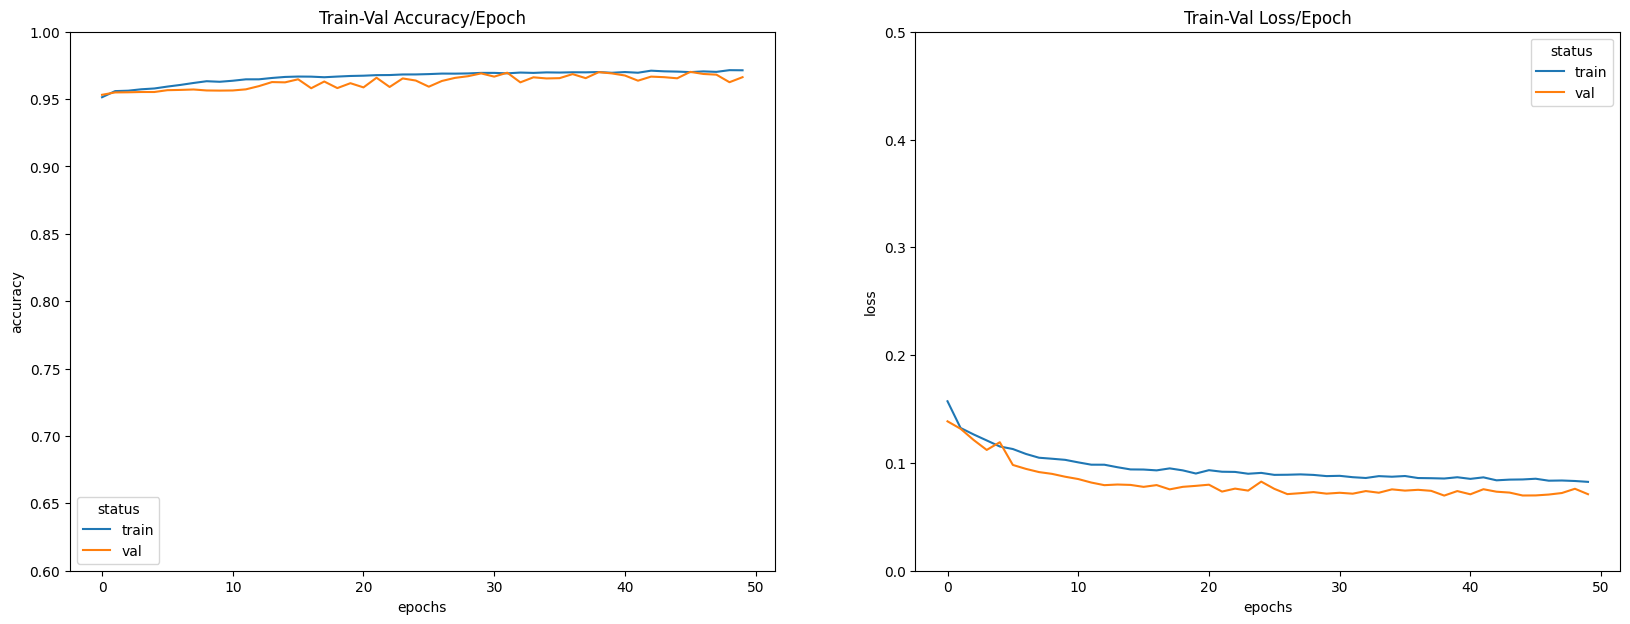 Train-Val Accuracy/Epoch
accuracy
1.00
0.95
0.90
0.85
0.80
0.75
0.70
0.65
0.60
status
train
val
0 10 20 30 40 50
epochs
Train-Val Loss/Epoch
loss
0.5
0.4
0.3
0.2
0.1
0.0
status
train
val
0 10 20 30 40 50
epochs